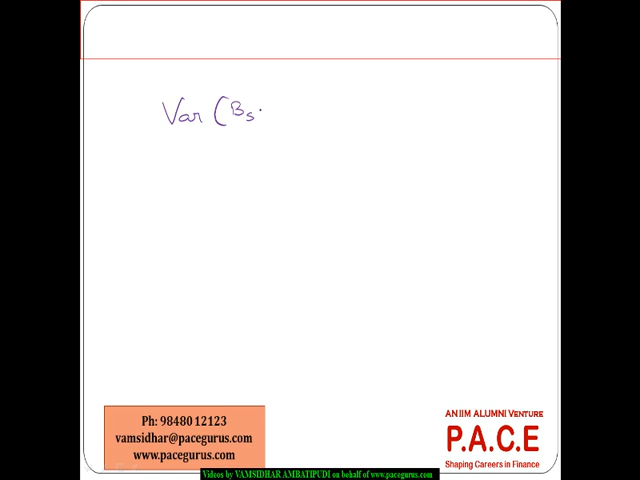 Var (Bs.
Ph: 98480 12123
vamsidhar@pacegurus.com
www.pacegurus.com
AN IIM ALUMNI VENTURE
P.A.C.E
Shaping Careers in Finance
Videos by VAMSIDHAR AMBATIPUDI on behalf of www.pacegurus.com